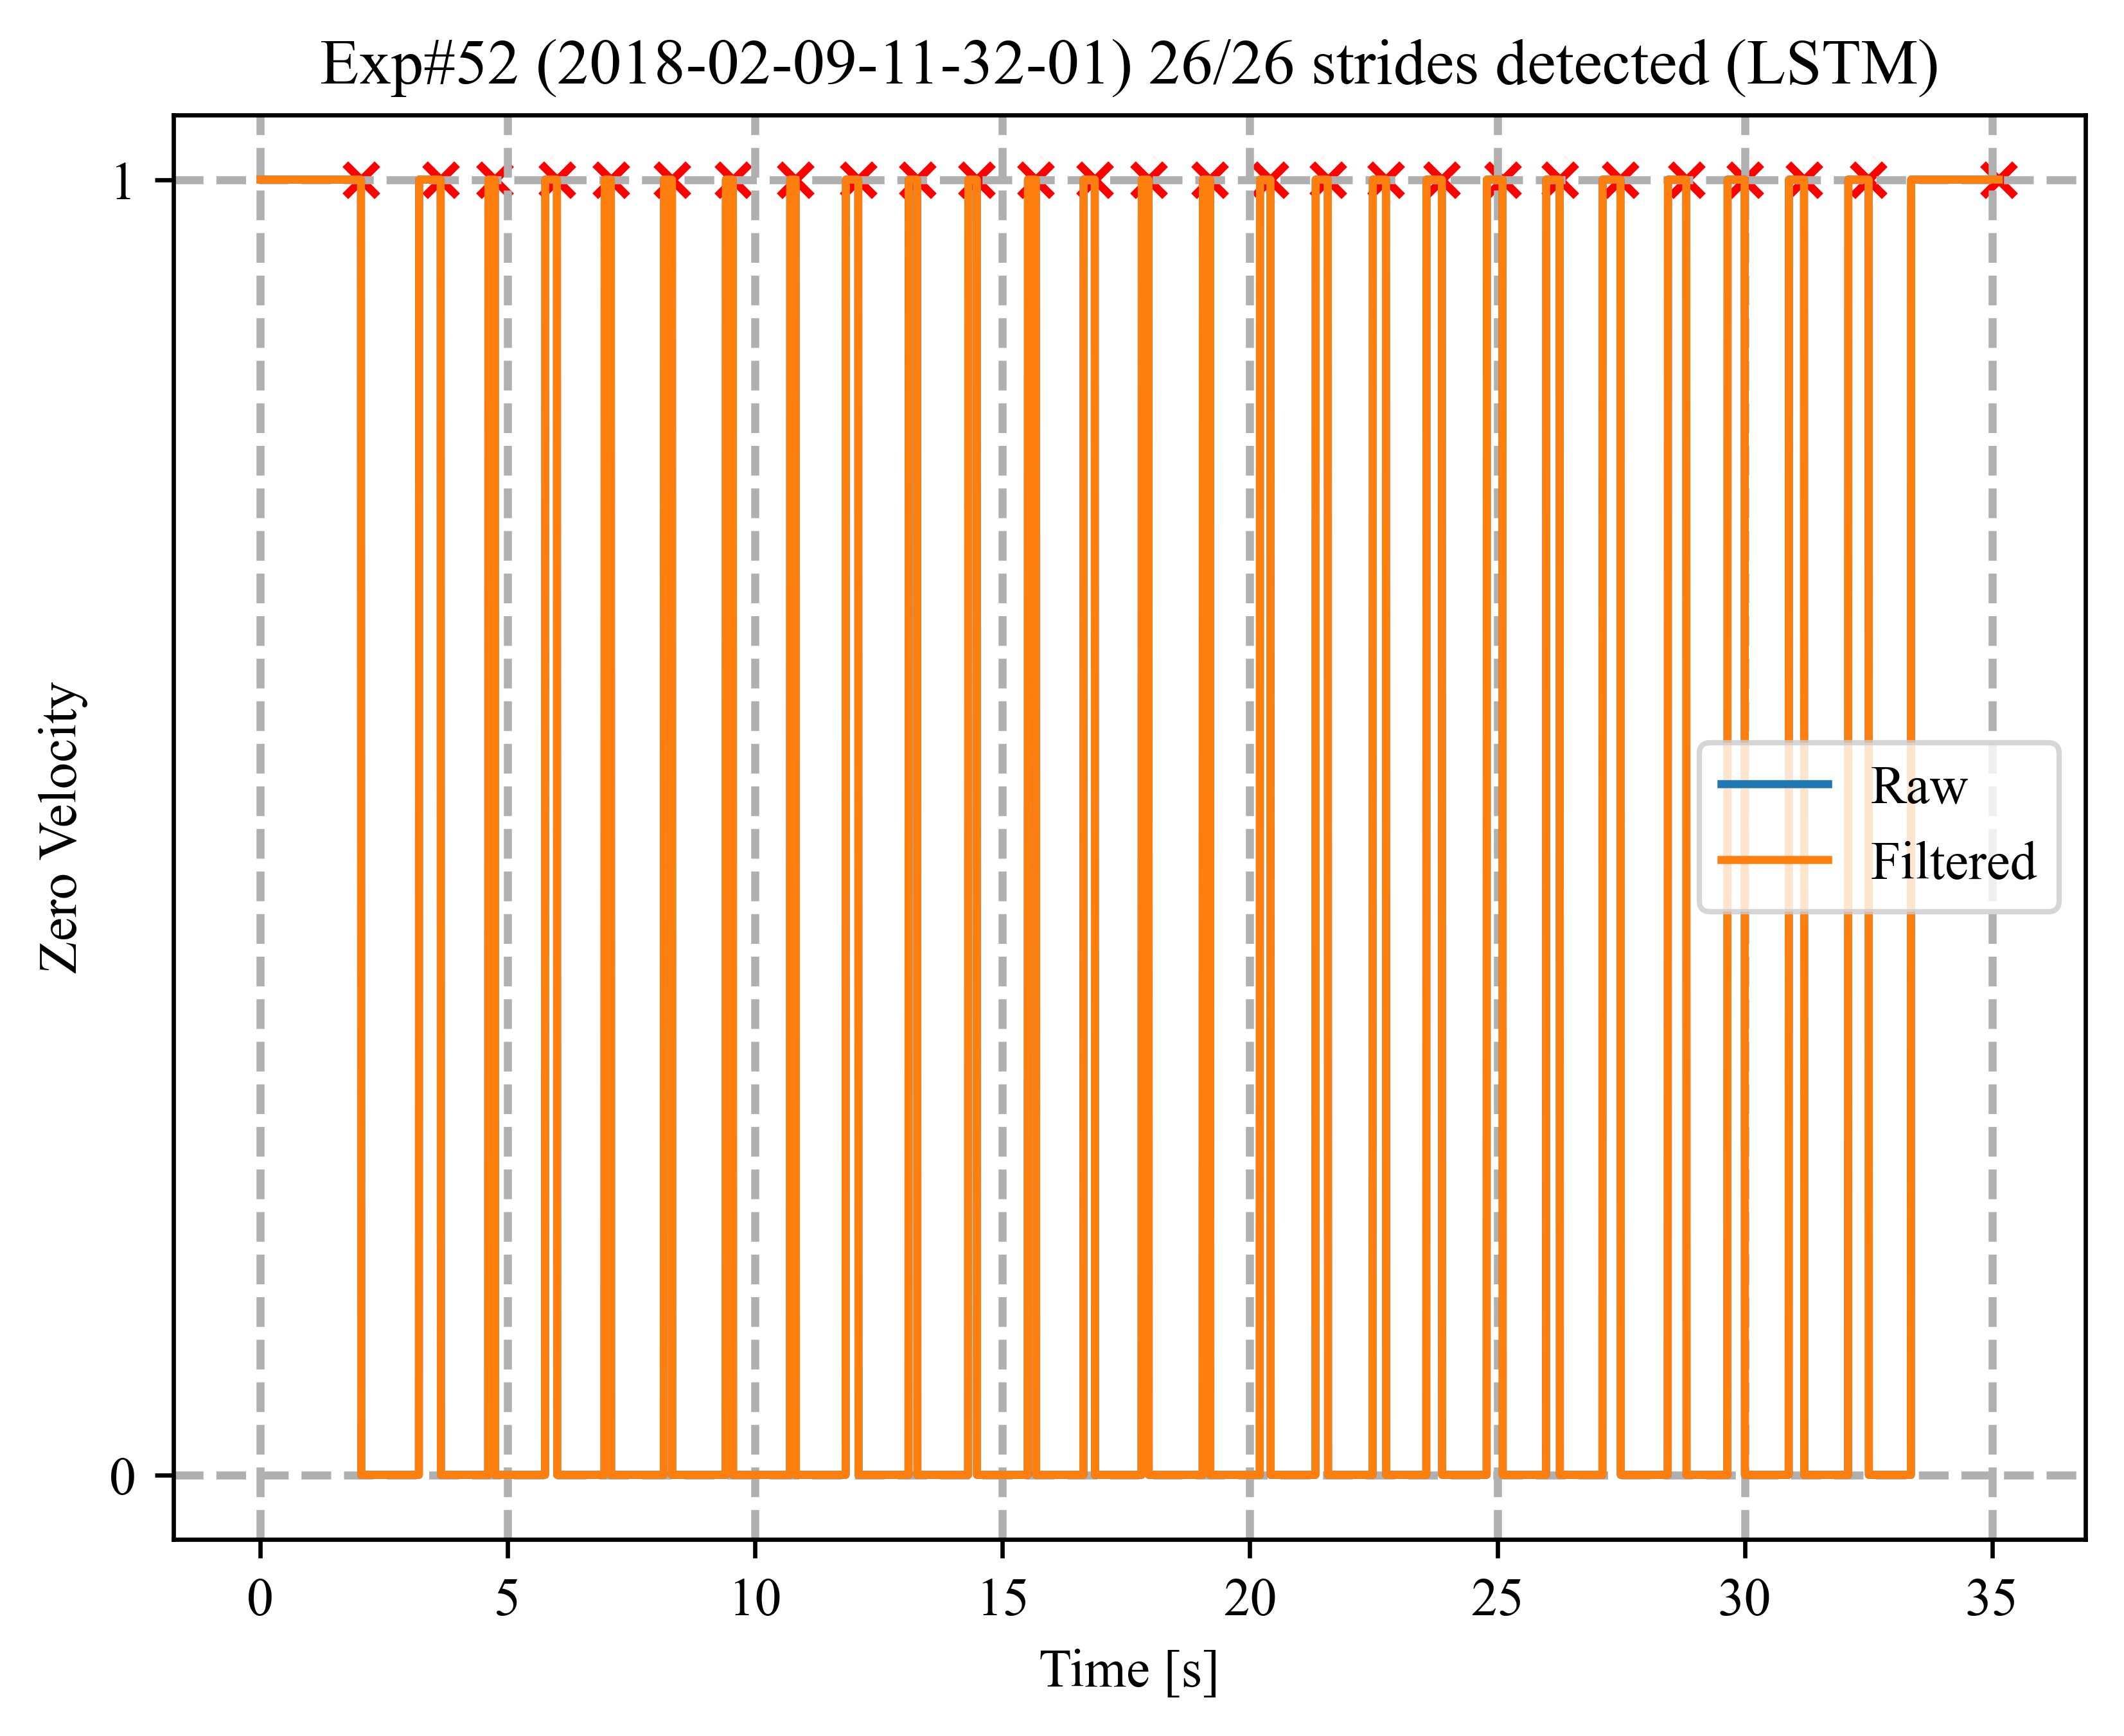 Exp#52 (2018-02-09-11-32-01) 26/26 strides detected (LSTM)
1
Zero Velocity
Raw
Filtered
0
0 5 10 15 20 25 30 35
Time [s]